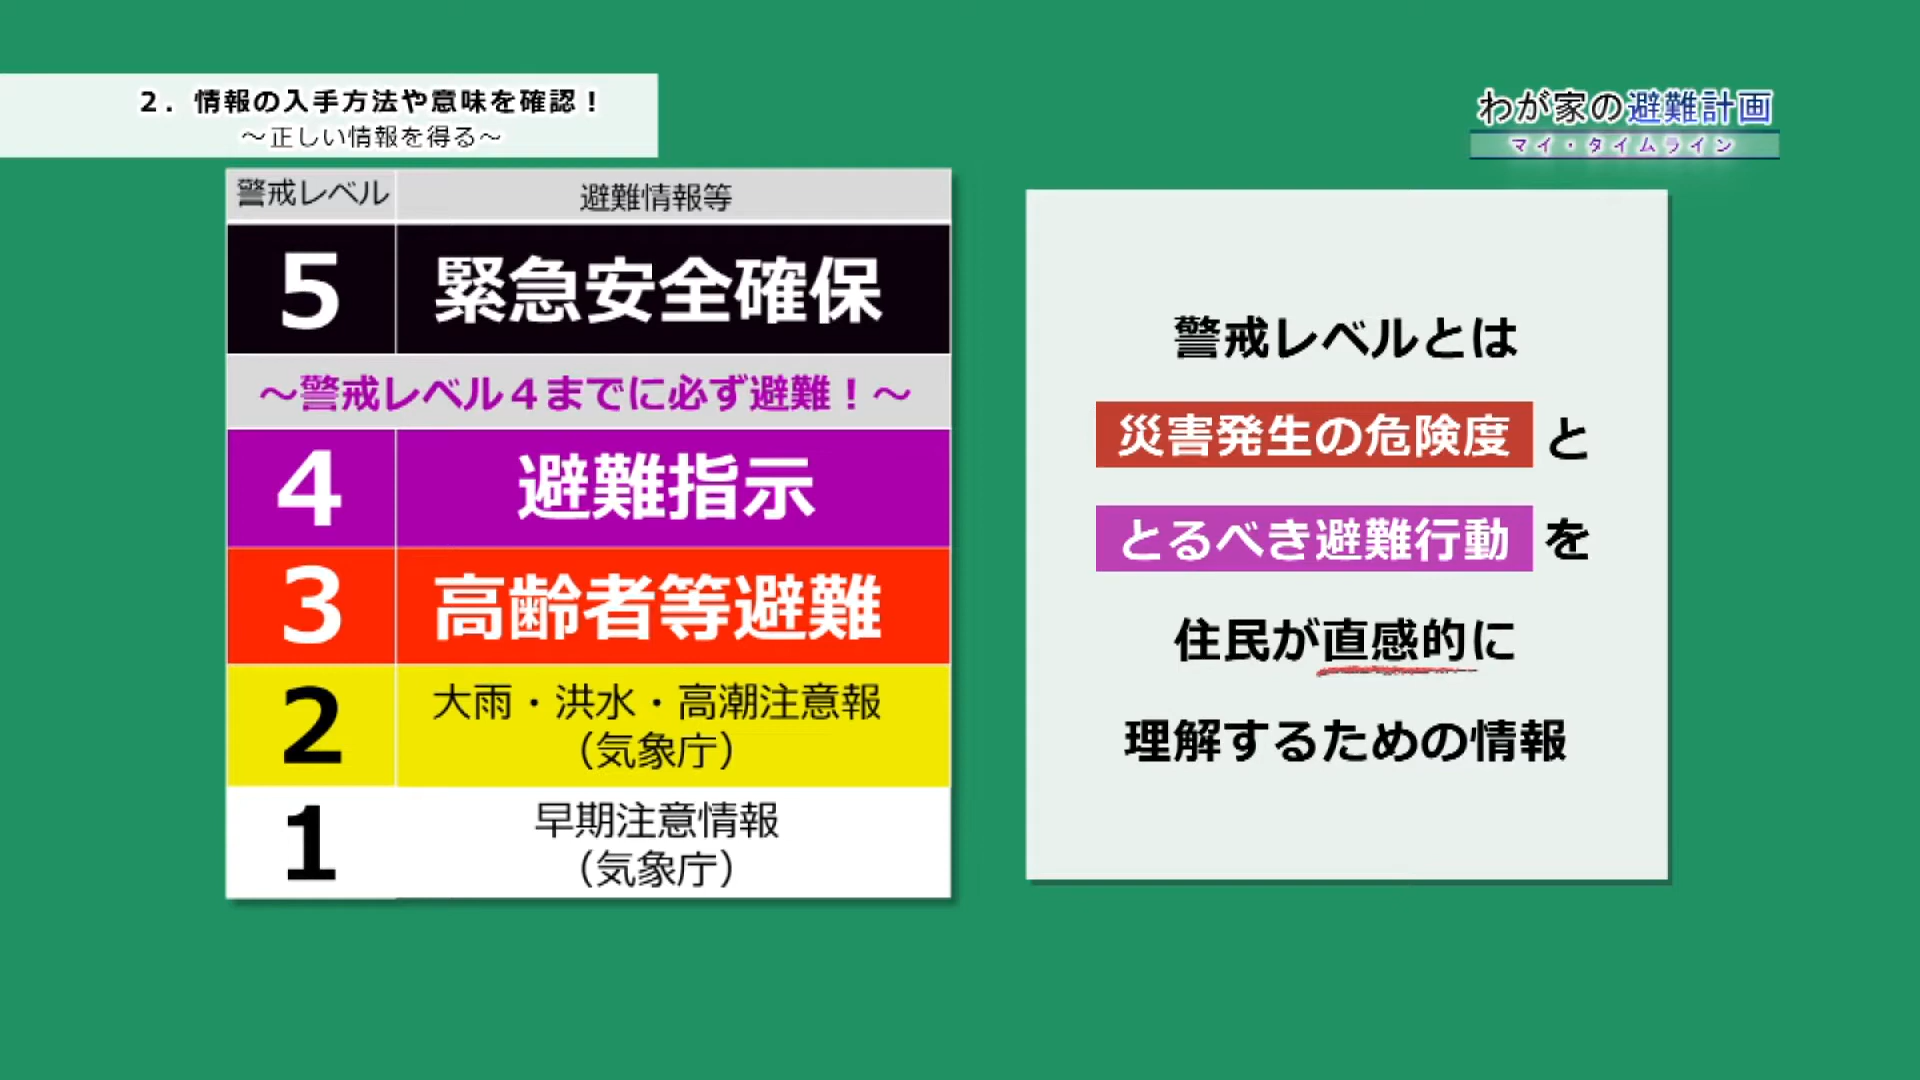 2．情報の入手方法や意味を確認！
～正しい情報を得る～
わが家の避難計画
マイ・タイムライン
警戒レベル 避難情報等
5 緊急安全確保
～警戒レベル４までに必ず避難！～
4 避難指示
3 高齢者等避難
2 大雨・洪水・高潮注意報
（気象庁）
1 早期注意情報
（気象庁）
警戒レベルとは
災害発生の危険度 と
とるべき避難行動 を
住民が直感的に
理解するための情報